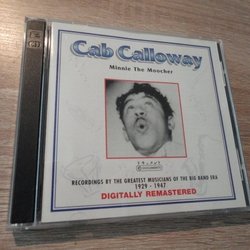 Cab Calloway
Minnie The Moocher
RECORDINGS BY THE GREATEST MUSICIANS OF THE BIG BAND ERA
1929 - 1947
DIGITALLY REMASTERED